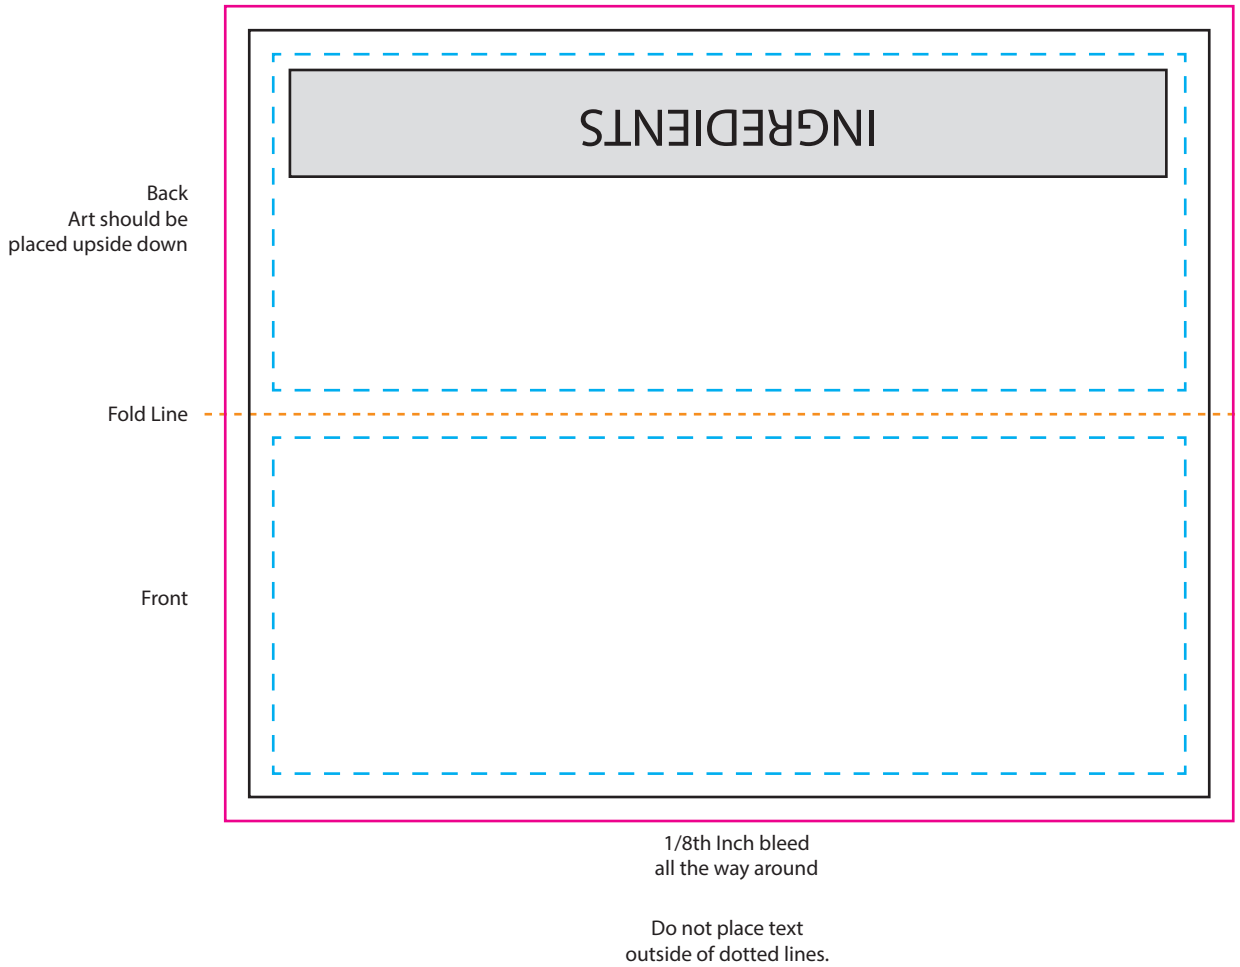 INGREDIENTS
Back
Art should be
placed upside down
Fold Line
Front
1/8th Inch bleed
all the way around
Do not place text
outside of dotted lines.